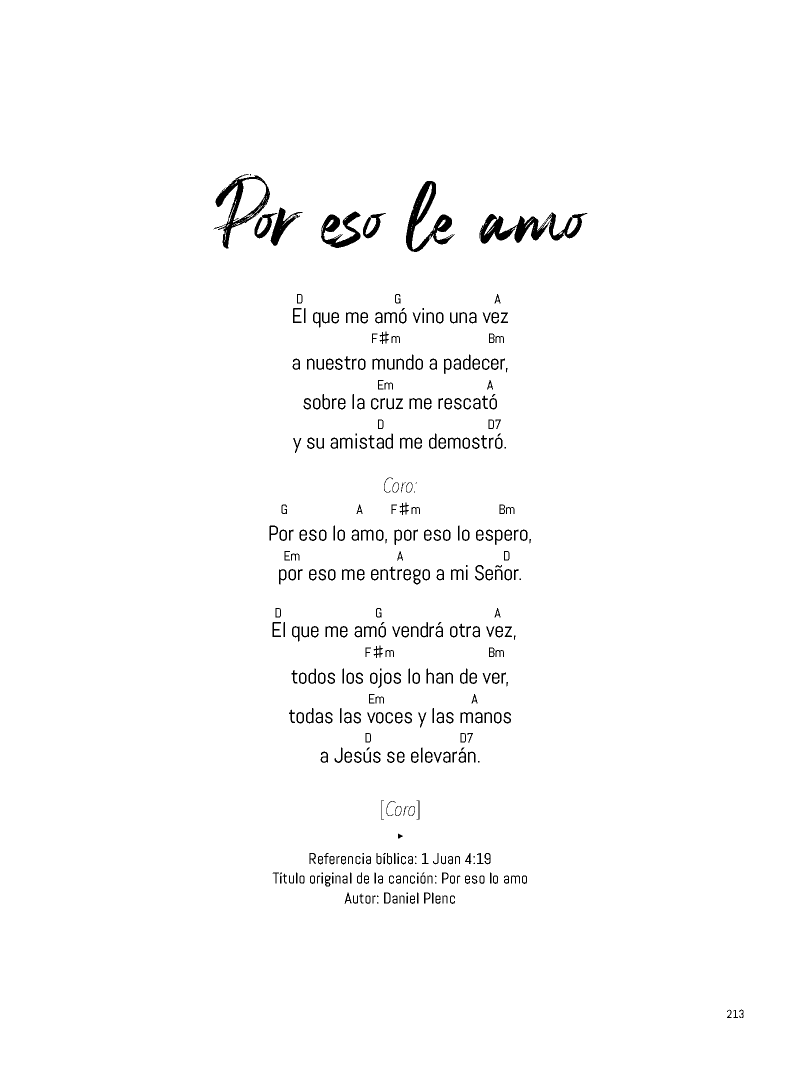 Por eso le amo
D G A
El que me amó vino una vez
F♯m Bm
a nuestro mundo a padecer,
Em A
sobre la cruz me rescató
D D7
y su amistad me demostró.
Coro:
G A F♯m Bm
Por eso lo amo, por eso lo espero,
Em A D
por eso me entrego a mi Señor.
D G A
El que me amó vendrá otra vez,
F♯m Bm
todos los ojos lo han de ver,
Em A
todas las voces y las manos
D D7
a Jesús se elevarán.
[Coro]
Referencia bíblica: 1 Juan 4:19
Titulo original de la canción: Por eso lo amo
Autor: Daniel Plenc
213